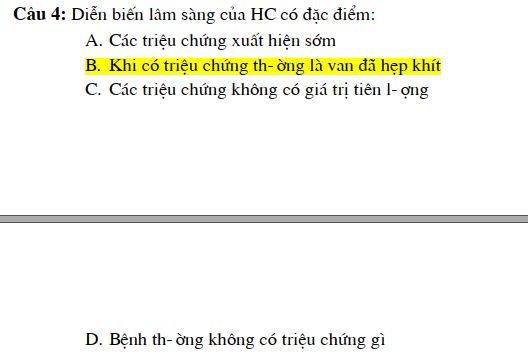 Câu 4: Diễn biến lâm sàng của HC có đặc điểm:
A. Các triệu chứng xuất hiện sớm
B. Khi có triệu chứng th- ờng là van đã hẹp khít
C. Các triệu chứng không có giá trị tiên l- ợng
D. Bệnh th- ờng không có triệu chứng gì